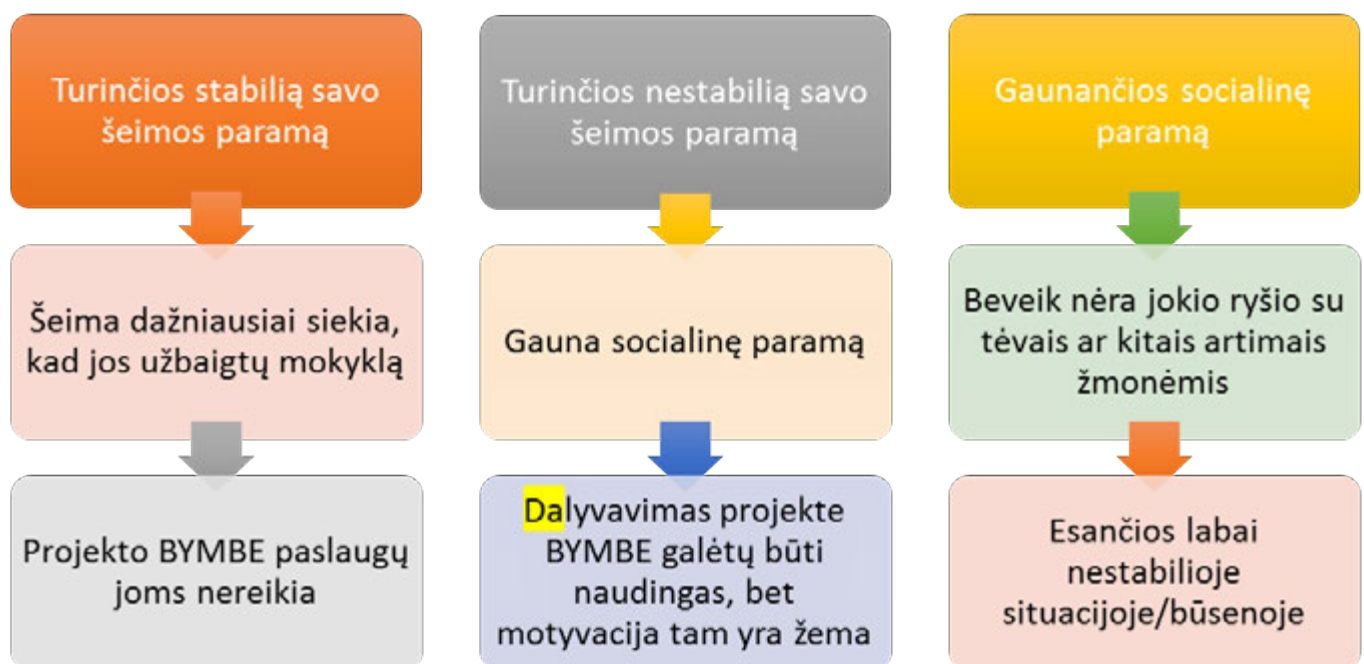 Turinčios stabilią savo
šeimos paramą
Šeima dažniausiai siekia,
kad jos užbaigtų mokyklą
Projekto BYMBE paslaugų
joms nereikia
Turinčios nestabilią savo
šeimos paramą
Gauna socialinę paramą
Dalyvavimas projekte
BYMBE galėtų būti
naudingas, bet
motyvacija tam yra žema
Gaunančios socialinę
paramą
Beveik nėra jokio ryšio su
tėvais ar kitais artimais
žmonėmis
Esančios labai
nestabilioje
situacijoje/būsenoje